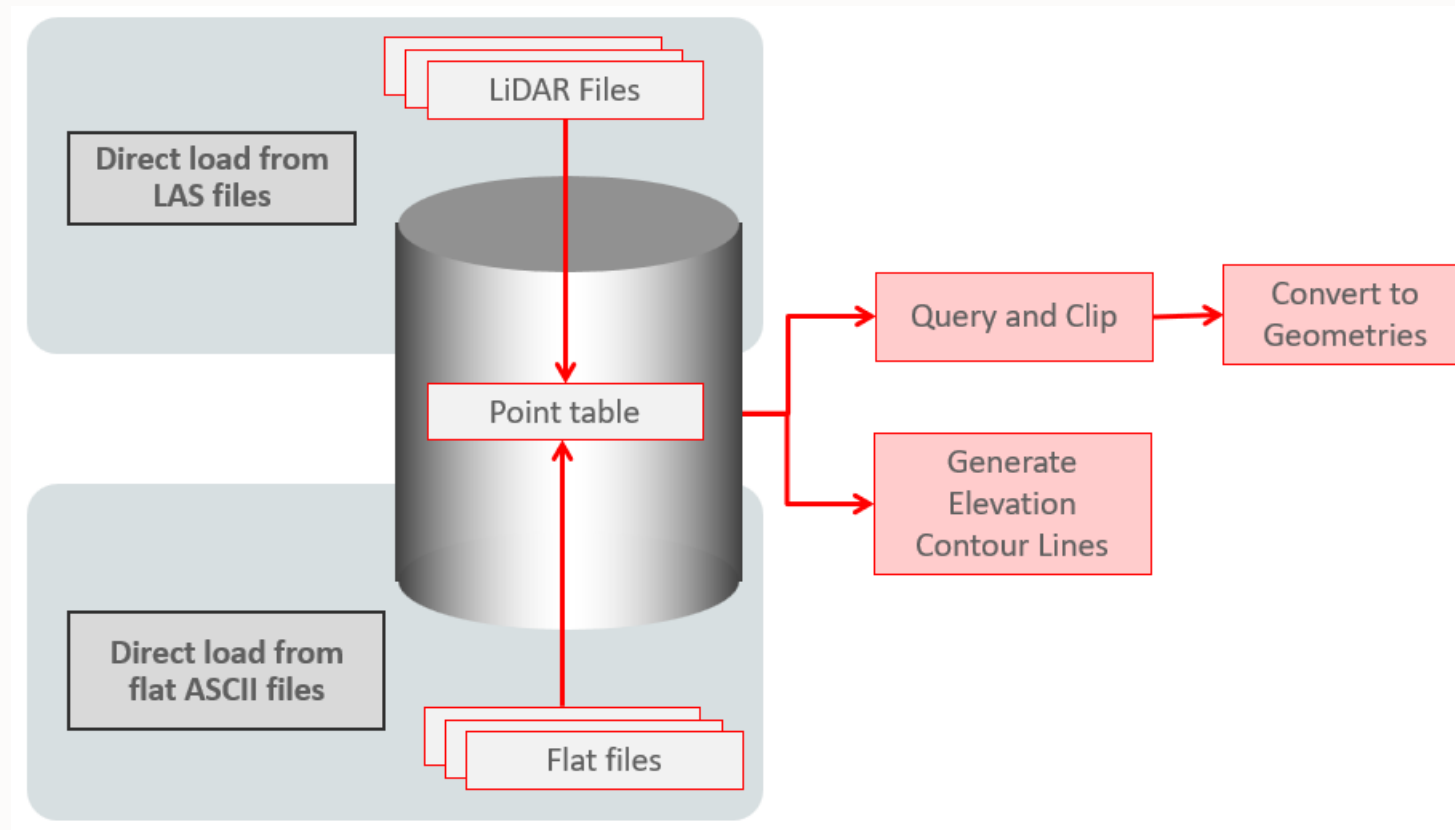 LiDAR Files
Direct load from
LAS files
Query and Clip
Convert to
Geometries
Point table
Generate
Elevation
Contour Lines
Direct load from
flat ASCII files
Flat files